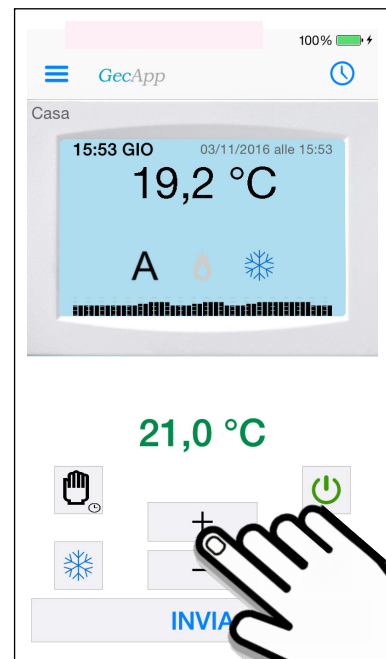 100%
GecApp
Casa
15:53 GIO 03/11/2016 alle 15:53
19,2 °C
A
21,0 °C
+
−
INVIA